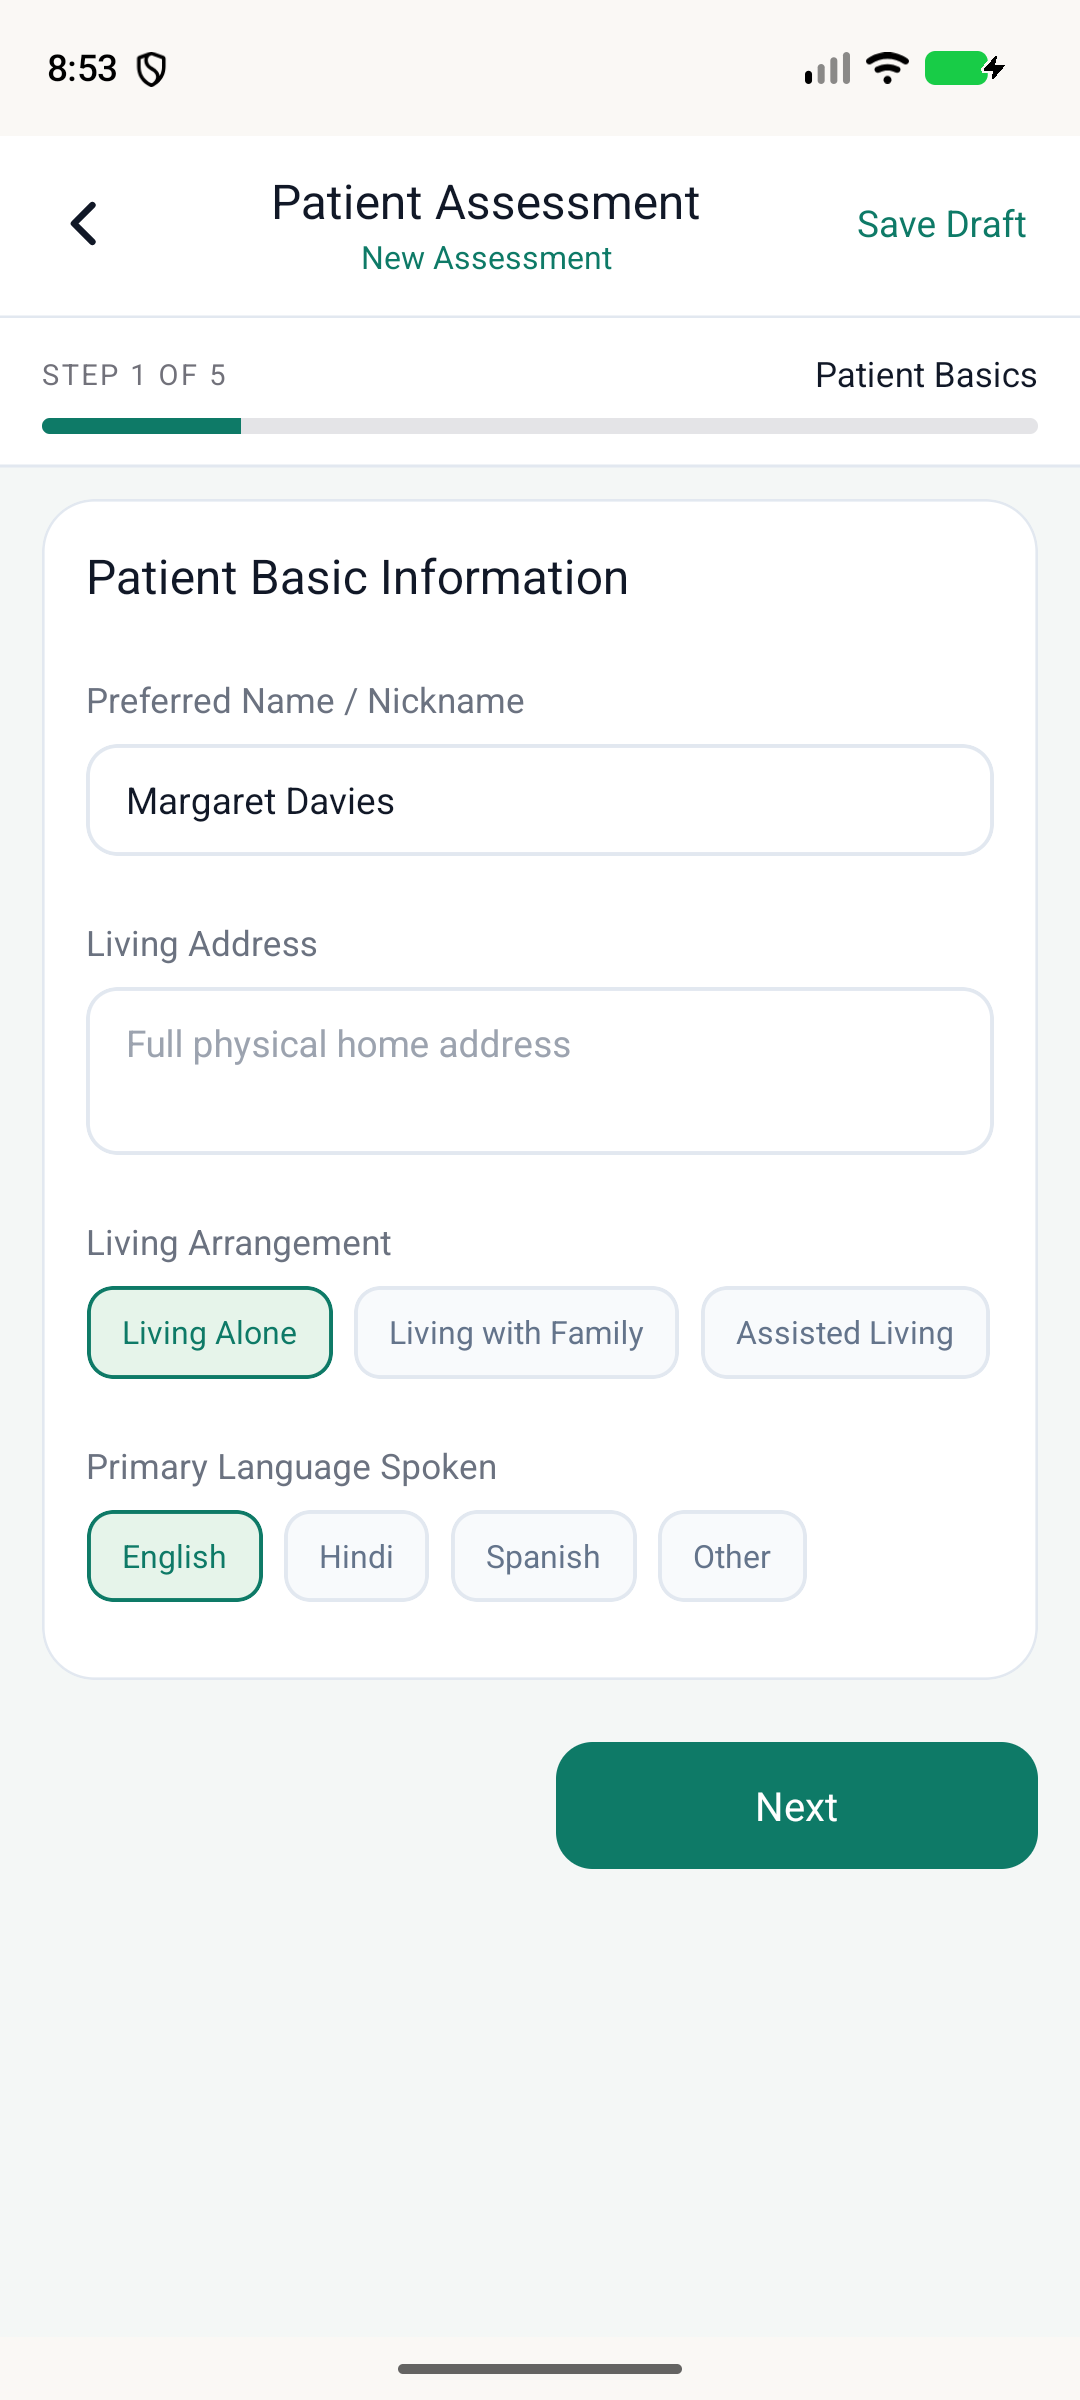 8:53
Patient Assessment
New Assessment
Save Draft
STEP 1 OF 5
Patient Basics
Patient Basic Information
Preferred Name / Nickname
Margaret Davies
Living Address
Full physical home address
Living Arrangement
Living Alone
Living with Family
Assisted Living
Primary Language Spoken
English
Hindi
Spanish
Other
Next